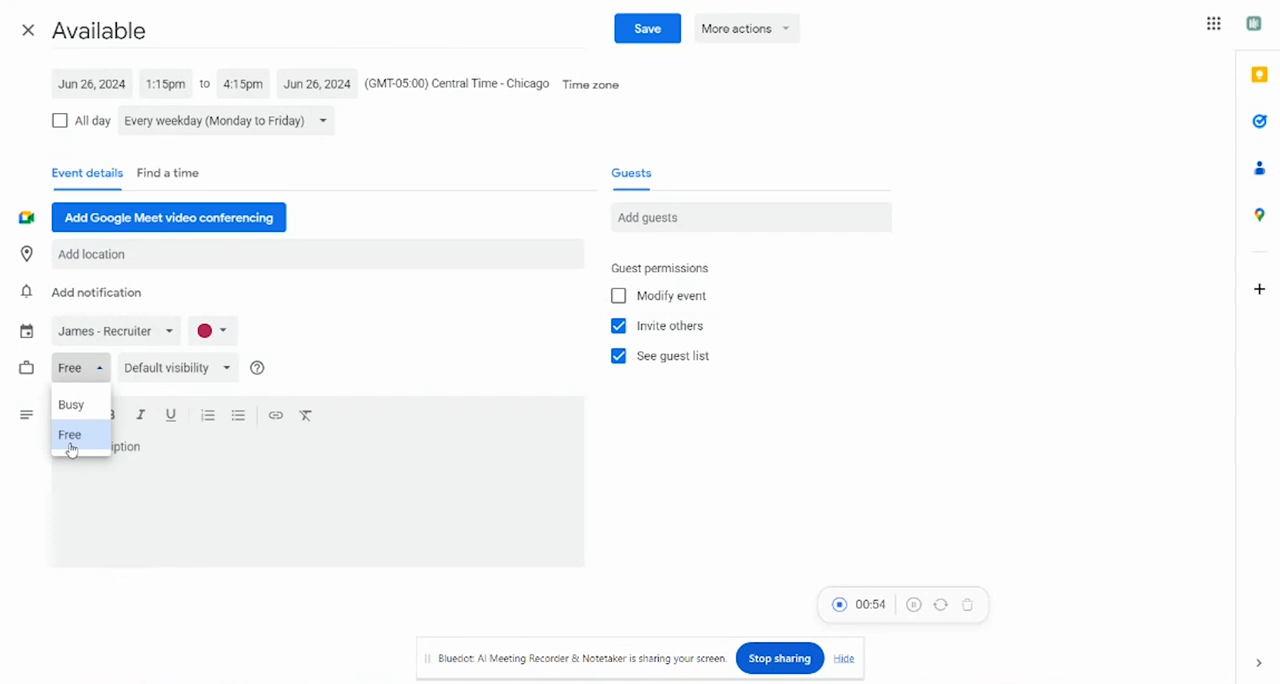 Available
Save
More actions
Jun 26, 2024 1:15pm to 4:15pm Jun 26, 2024 (GMT-05:00) Central Time - Chicago Time zone
All day Every weekday (Monday to Friday)
Event details Find a time
Guests
Add Google Meet video conferencing
Add guests
Add location
Guest permissions
Add notification
Modify event
Invite others
See guest list
James - Recruiter
Free Default visibility
Busy
Free
B I U
iption
00:54
Bluedot: AI Meeting Recorder & Notetaker is sharing your screen. Stop sharing Hide